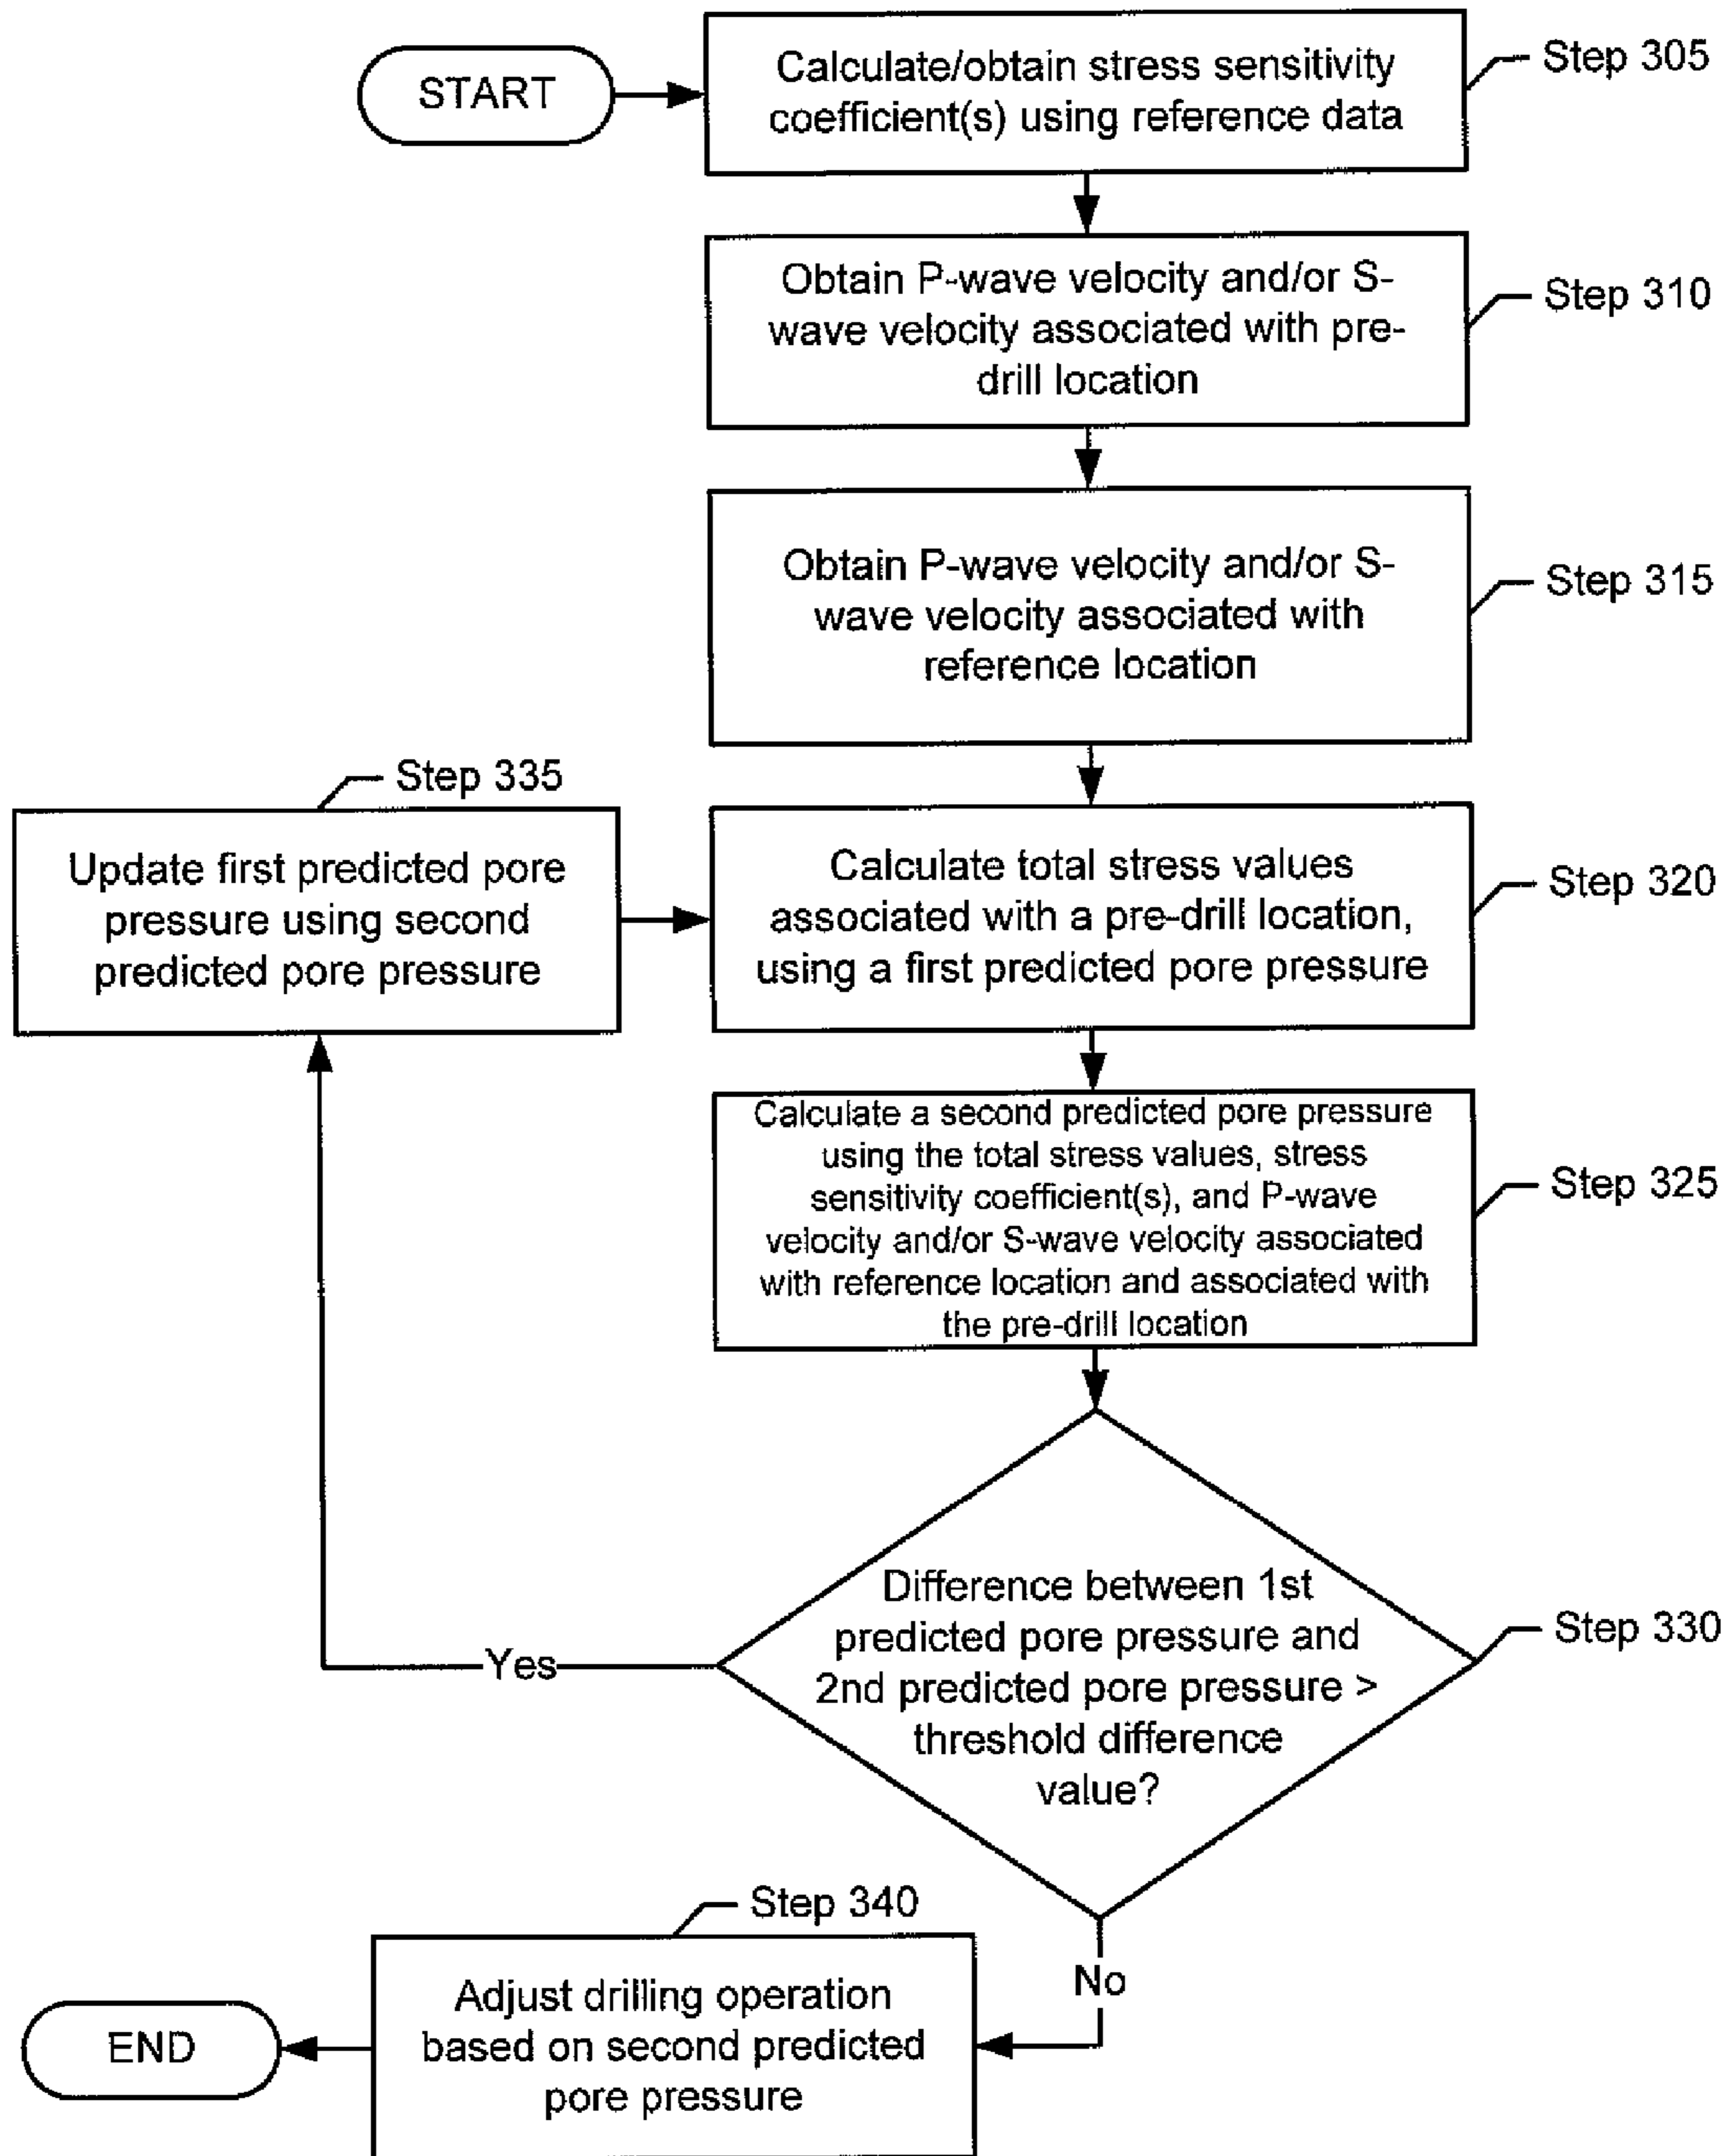 START
Calculate/obtain stress sensitivity
coefficient(s) using reference data
Step 305
Obtain P-wave velocity and/or S-
wave velocity associated with pre-
drill location
Step 310
Obtain P-wave velocity and/or S-
wave velocity associated with
reference location
Step 315
Step 335
Update first predicted pore
pressure using second
predicted pore pressure
Calculate total stress values
associated with a pre-drill location,
using a first predicted pore pressure
Step 320
Calculate a second predicted pore pressure
using the total stress values, stress
sensitivity coefficient(s), and P-wave
velocity and/or S-wave velocity associated
with reference location and associated with
the pre-drill location
Step 325
Difference between 1st
predicted pore pressure and
2nd predicted pore pressure >
threshold difference
value?
Step 330
Yes
No
Step 340
Adjust drilling operation
based on second predicted
pore pressure
END